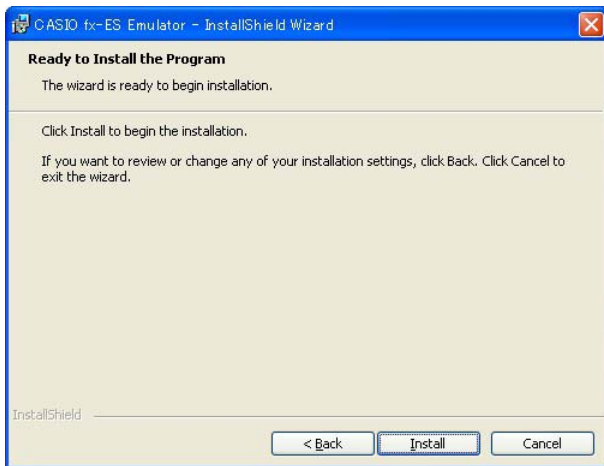 CASIO fx-ES Emulator - InstallShield Wizard
Ready to Install the Program
The wizard is ready to begin installation.
Click Install to begin the installation.
If you want to review or change any of your installation settings, click Back. Click Cancel to
exit the wizard.
InstallShield
< Back Install Cancel